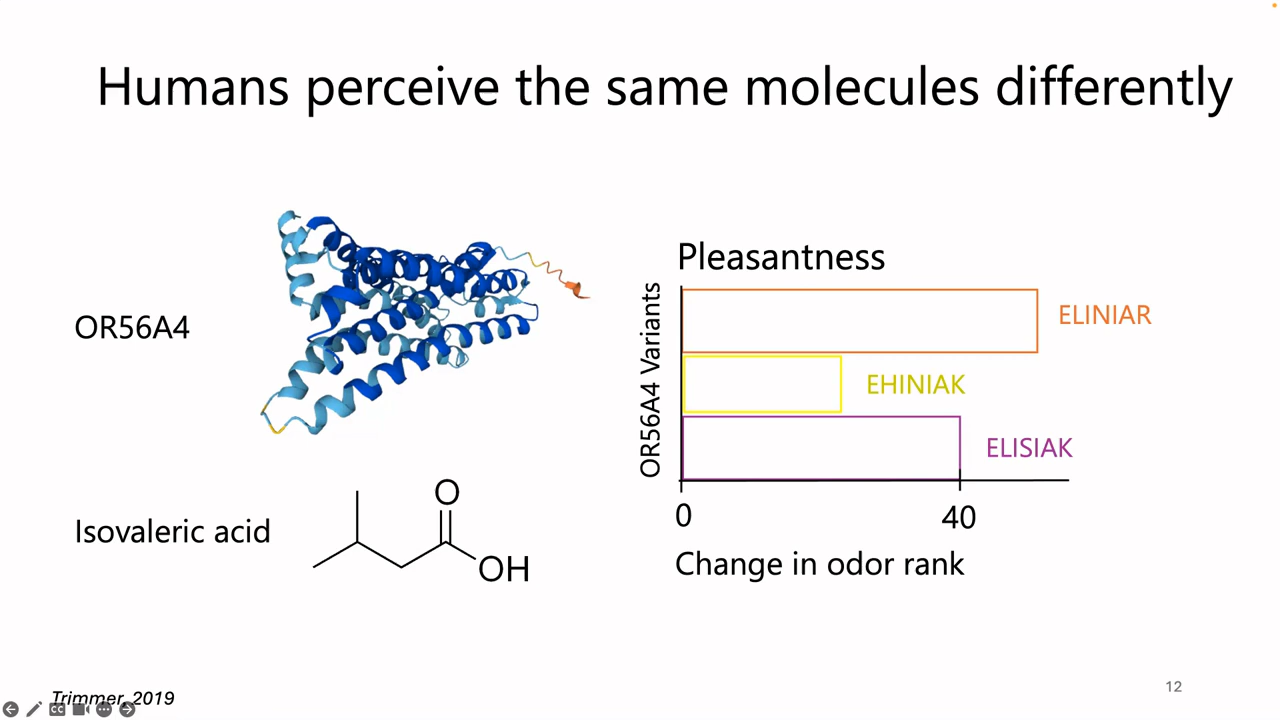 Humans perceive the same molecules differently
OR56A4
Isovaleric acid
O
OH
Pleasantness
OR56A4 Variants
ELINIAR
EHINIAK
ELISIAK
0
40
Change in odor rank
Trimmer, 2019
CC
12